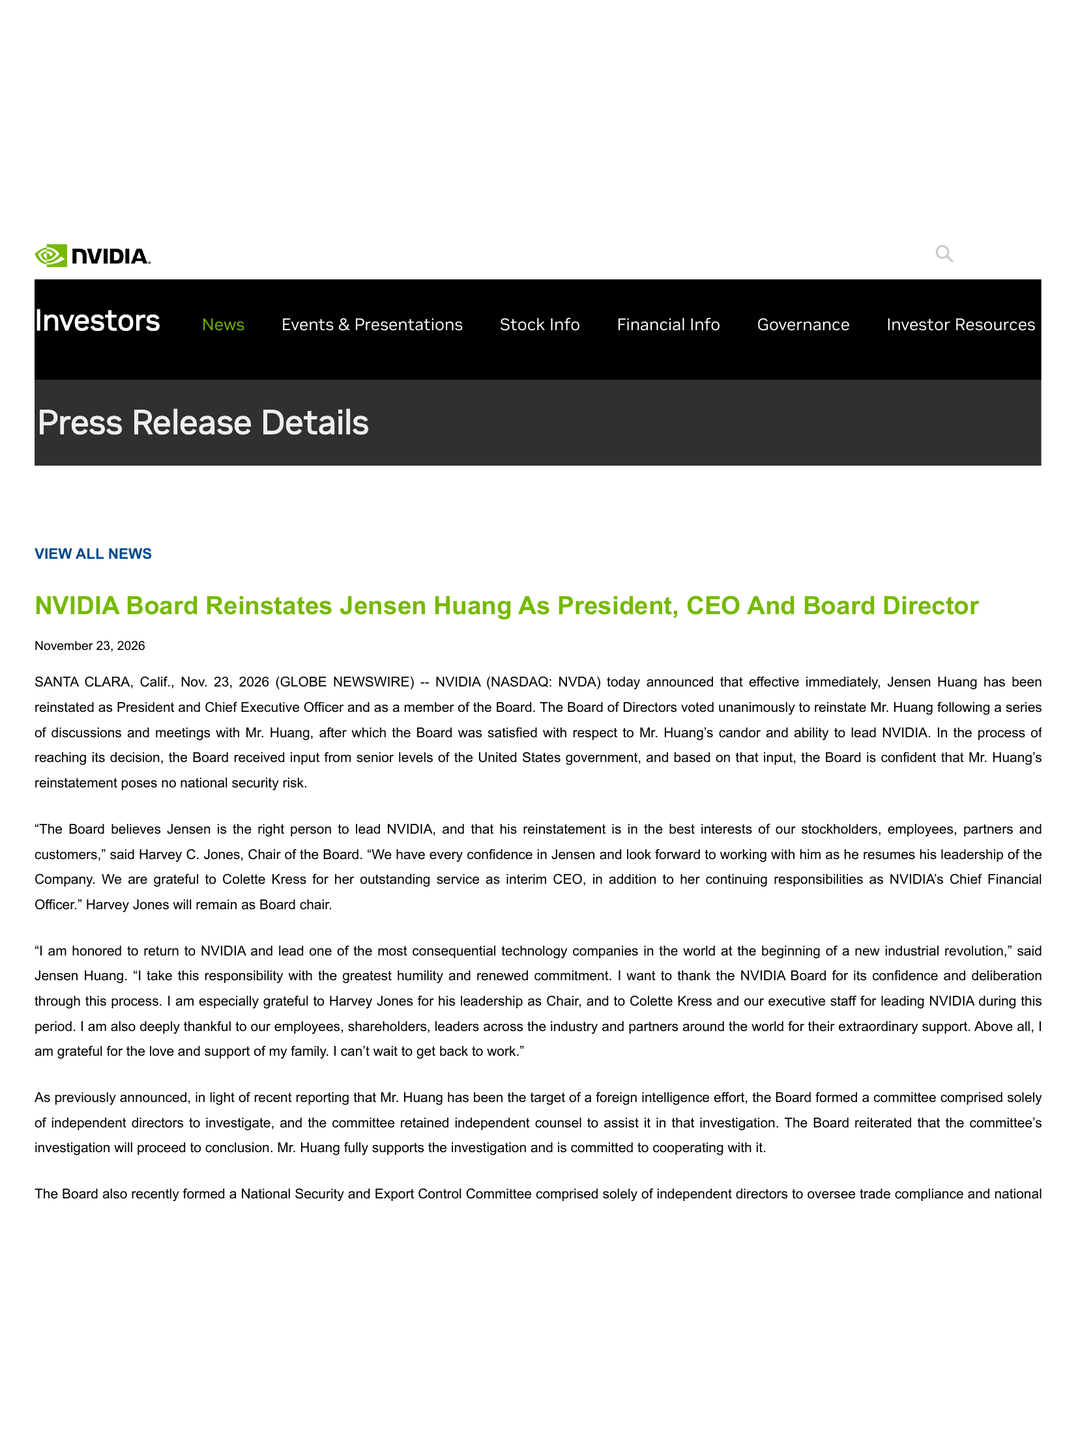 NVIDIA.
Investors
News
Events & Presentations
Stock Info
Financial Info
Governance
Investor Resources
Press Release Details
VIEW ALL NEWS
NVIDIA Board Reinstates Jensen Huang As President, CEO And Board Director
November 23, 2026
SANTA CLARA, Calif., Nov. 23, 2026 (GLOBE NEWSWIRE) -- NVIDIA (NASDAQ: NVDA) today announced that effective immediately, Jensen Huang has been
reinstated as President and Chief Executive Officer and as a member of the Board. The Board of Directors voted unanimously to reinstate Mr. Huang following a series
of discussions and meetings with Mr. Huang, after which the Board was satisfied with respect to Mr. Huang’s candor and ability to lead NVIDIA. In the process of
reaching its decision, the Board received input from senior levels of the United States government, and based on that input, the Board is confident that Mr. Huang’s
reinstatement poses no national security risk.
“The Board believes Jensen is the right person to lead NVIDIA, and that his reinstatement is in the best interests of our stockholders, employees, partners and
customers,” said Harvey C. Jones, Chair of the Board. “We have every confidence in Jensen and look forward to working with him as he resumes his leadership of the
Company. We are grateful to Colette Kress for her outstanding service as interim CEO, in addition to her continuing responsibilities as NVIDIA’s Chief Financial
Officer.” Harvey Jones will remain as Board chair.
“I am honored to return to NVIDIA and lead one of the most consequential technology companies in the world at the beginning of a new industrial revolution,” said
Jensen Huang. “I take this responsibility with the greatest humility and renewed commitment. I want to thank the NVIDIA Board for its confidence and deliberation
through this process. I am especially grateful to Harvey Jones for his leadership as Chair, and to Colette Kress and our executive staff for leading NVIDIA during this
period. I am also deeply thankful to our employees, shareholders, leaders across the industry and partners around the world for their extraordinary support. Above all, I
am grateful for the love and support of my family. I can’t wait to get back to work.”
As previously announced, in light of recent reporting that Mr. Huang has been the target of a foreign intelligence effort, the Board formed a committee comprised solely
of independent directors to investigate, and the committee retained independent counsel to assist it in that investigation. The Board reiterated that the committee’s
investigation will proceed to conclusion. Mr. Huang fully supports the investigation and is committed to cooperating with it.
The Board also recently formed a National Security and Export Control Committee comprised solely of independent directors to oversee trade compliance and national